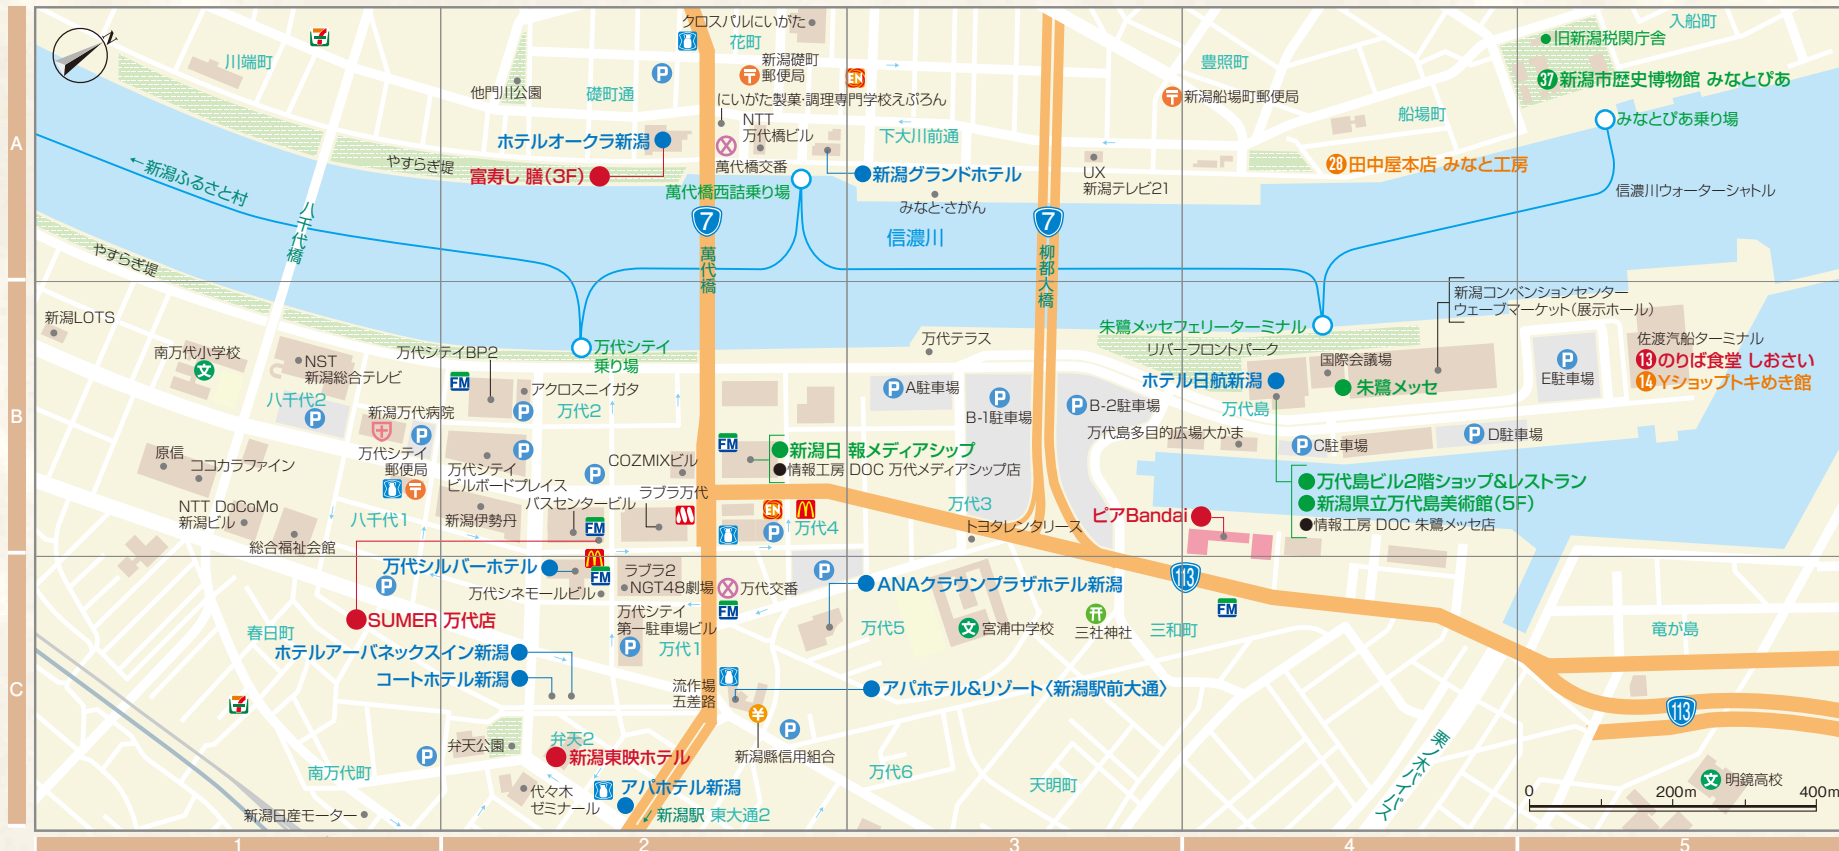 クロスパルにいがた
入船町
N
川端町
花町
旧新潟税関庁舎
新潟礎町
郵便局
豊照町
37 新潟市歴史博物館 みなとぴあ
他門川公園
礎町通
にいがた製菓・調理専門学校えぷろん
新潟船場町郵便局
NTT
万代橋ビル
下大川前通
船場町
みなとぴあ乗り場
A
ホテルオークラ新潟
やすらぎ堤
萬代橋交番
28 田中屋本店 みなと工房
←新潟ふるさと村
富寿し 膳(3F)
新潟グランドホテル
UX
新潟テレビ21
萬代橋西詰乗り場
みなと・さがん
信濃川ウォーターシャトル
八千代橋
7
7
信濃川
やすらぎ堤
萬代橋
柳都大橋
新潟コンベンションセンター
ウェーブマーケット(展示ホール)
新潟LOTS
朱鷺メッセフェリーターミナル
万代テラス
リバーフロントパーク
佐渡汽船ターミナル
南万代小学校
文
NST
新潟総合テレビ
万代シテイBP2
万代シテイ
乗り場
国際会議場
13 のりば食堂 しおさい
14 Yショップトキめき館
E駐車場
FM
アクロスニイガタ
A駐車場
ホテル日航新潟
朱鷺メッセ
八千代2
新潟万代病院
万代2
B-1駐車場
B-2駐車場
万代島
B
万代島多目的広場大かま
C駐車場
D駐車場
原信
ココカラファイン
万代シテイ
郵便局
万代シテイ
ビルボードプレイス
COZMIXビル
FM
新潟日 報メディアシップ
情報工房 DOC 万代メディアシップ店
万代島ビル2階ショップ&レストラン
新潟県立万代島美術館(5F)
情報工房 DOC 朱鷺メッセ店
NTT DoCoMo
新潟ビル
バスセンタービル
ラブラ万代
万代3
八千代1
新潟伊勢丹
FM
万代4
トヨタレンタリース
ピアBandai
総合福祉会館
万代シルバーホテル
FM
ラブラ2
NGT48劇場
万代交番
ANAクラウンプラザホテル新潟
113
万代シネモールビル
FM
FM
SUMER 万代店
万代シテイ
第一駐車場ビル
万代5
文
宮浦中学校
三社神社
三和町
竜が島
春日町
ホテルアーバネックスイン新潟
万代1
C
コートホテル新潟
流作場
五差路
アパホテル&リゾート〈新潟駅前大通〉
113
弁天公園
弁天2
新潟東映ホテル
新潟縣信用組合
栗ノ木バイパス
南万代町
万代6
天明町
文
明鏡高校
代々木
ゼミナール
アパホテル新潟
新潟日産モーター
新潟駅 東大通2
0 200m 400m
1 2 3 4 5